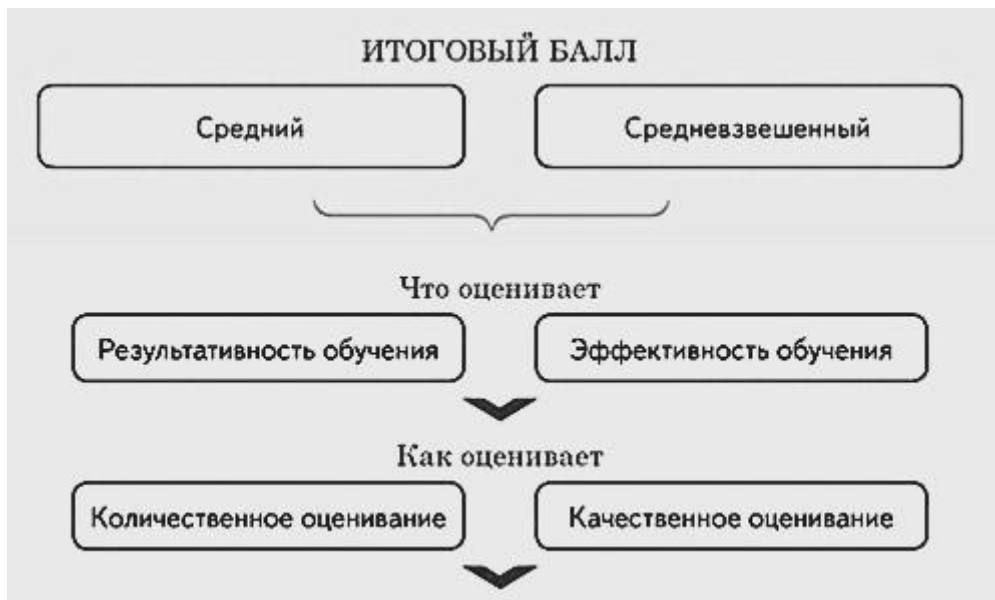 ИТОГОВЫЙ БАЛЛ
Средний
Средневзвешенный
Что оценивает
Результативность обучения
Эффективность обучения
Как оценивает
Количественное оценивание
Качественное оценивание